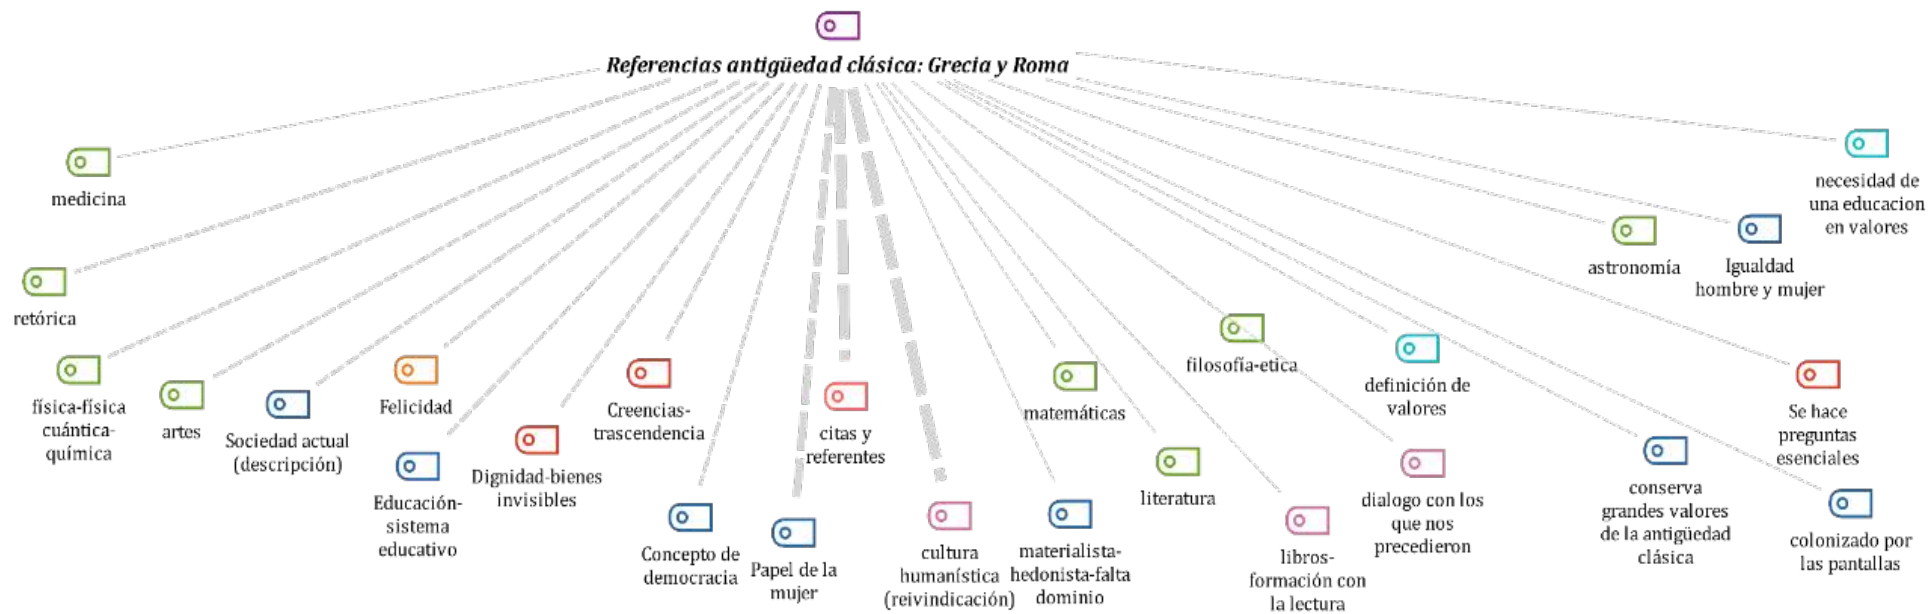 Referencias antigüedad clásica: Grecia y Roma
medicina
necesidad de
una educacion
en valores
astronomía
Igualdad
hombre y mujer
retórica
física-física
cuántica-
química
artes
Sociedad actual
(descripción)
Felicidad
Educación-
sistema
educativo
Dignidad-bienes
invisibles
Creencias-
trascendencia
Concepto de
democracia
Papel de la
mujer
citas y
referentes
cultura
humanística
(reivindicación)
materialista-
hedonista-falta
dominio
matemáticas
literatura
filosofía-etica
libros-
formación con
la lectura
definición de
valores
dialogo con los
que nos
precedieron
conserva
grandes valores
de la antigüedad
clásica
Se hace
preguntas
esenciales
colonizado por
las pantallas